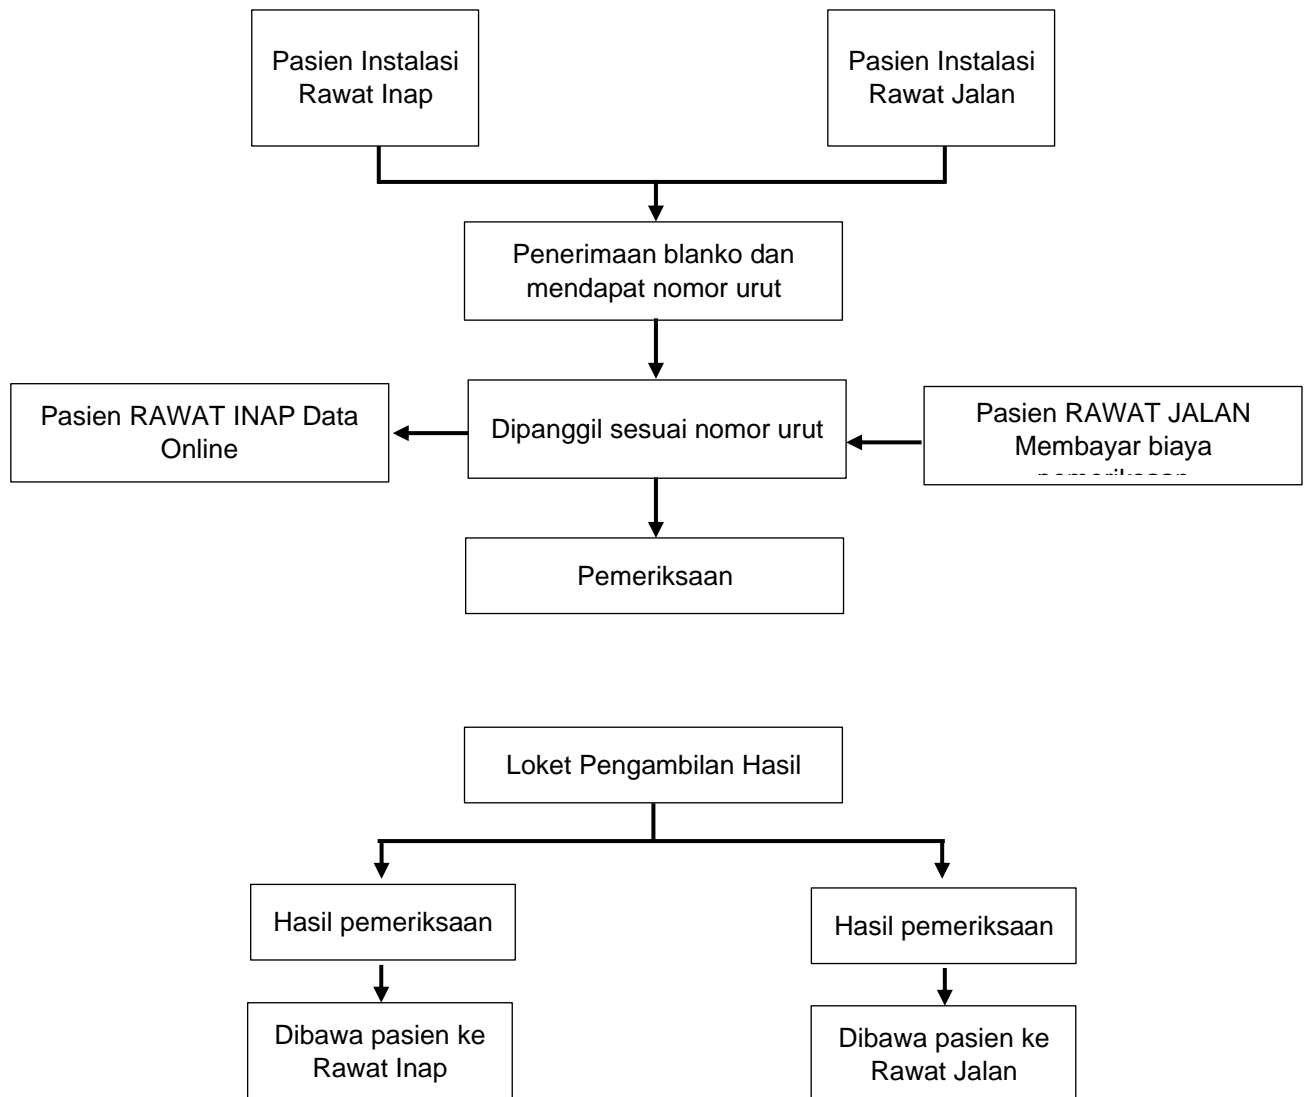 Pasien Instalasi
Rawat Inap
Pasien Instalasi
Rawat Jalan
Penerimaan blanko dan
mendapat nomor urut
Pasien RAWAT INAP Data
Online
Dipanggil sesuai nomor urut
Pasien RAWAT JALAN
Membayar biaya
Pemeriksaan
Loket Pengambilan Hasil
Hasil pemeriksaan
Hasil pemeriksaan
Dibawa pasien ke
Rawat Inap
Dibawa pasien ke
Rawat Jalan